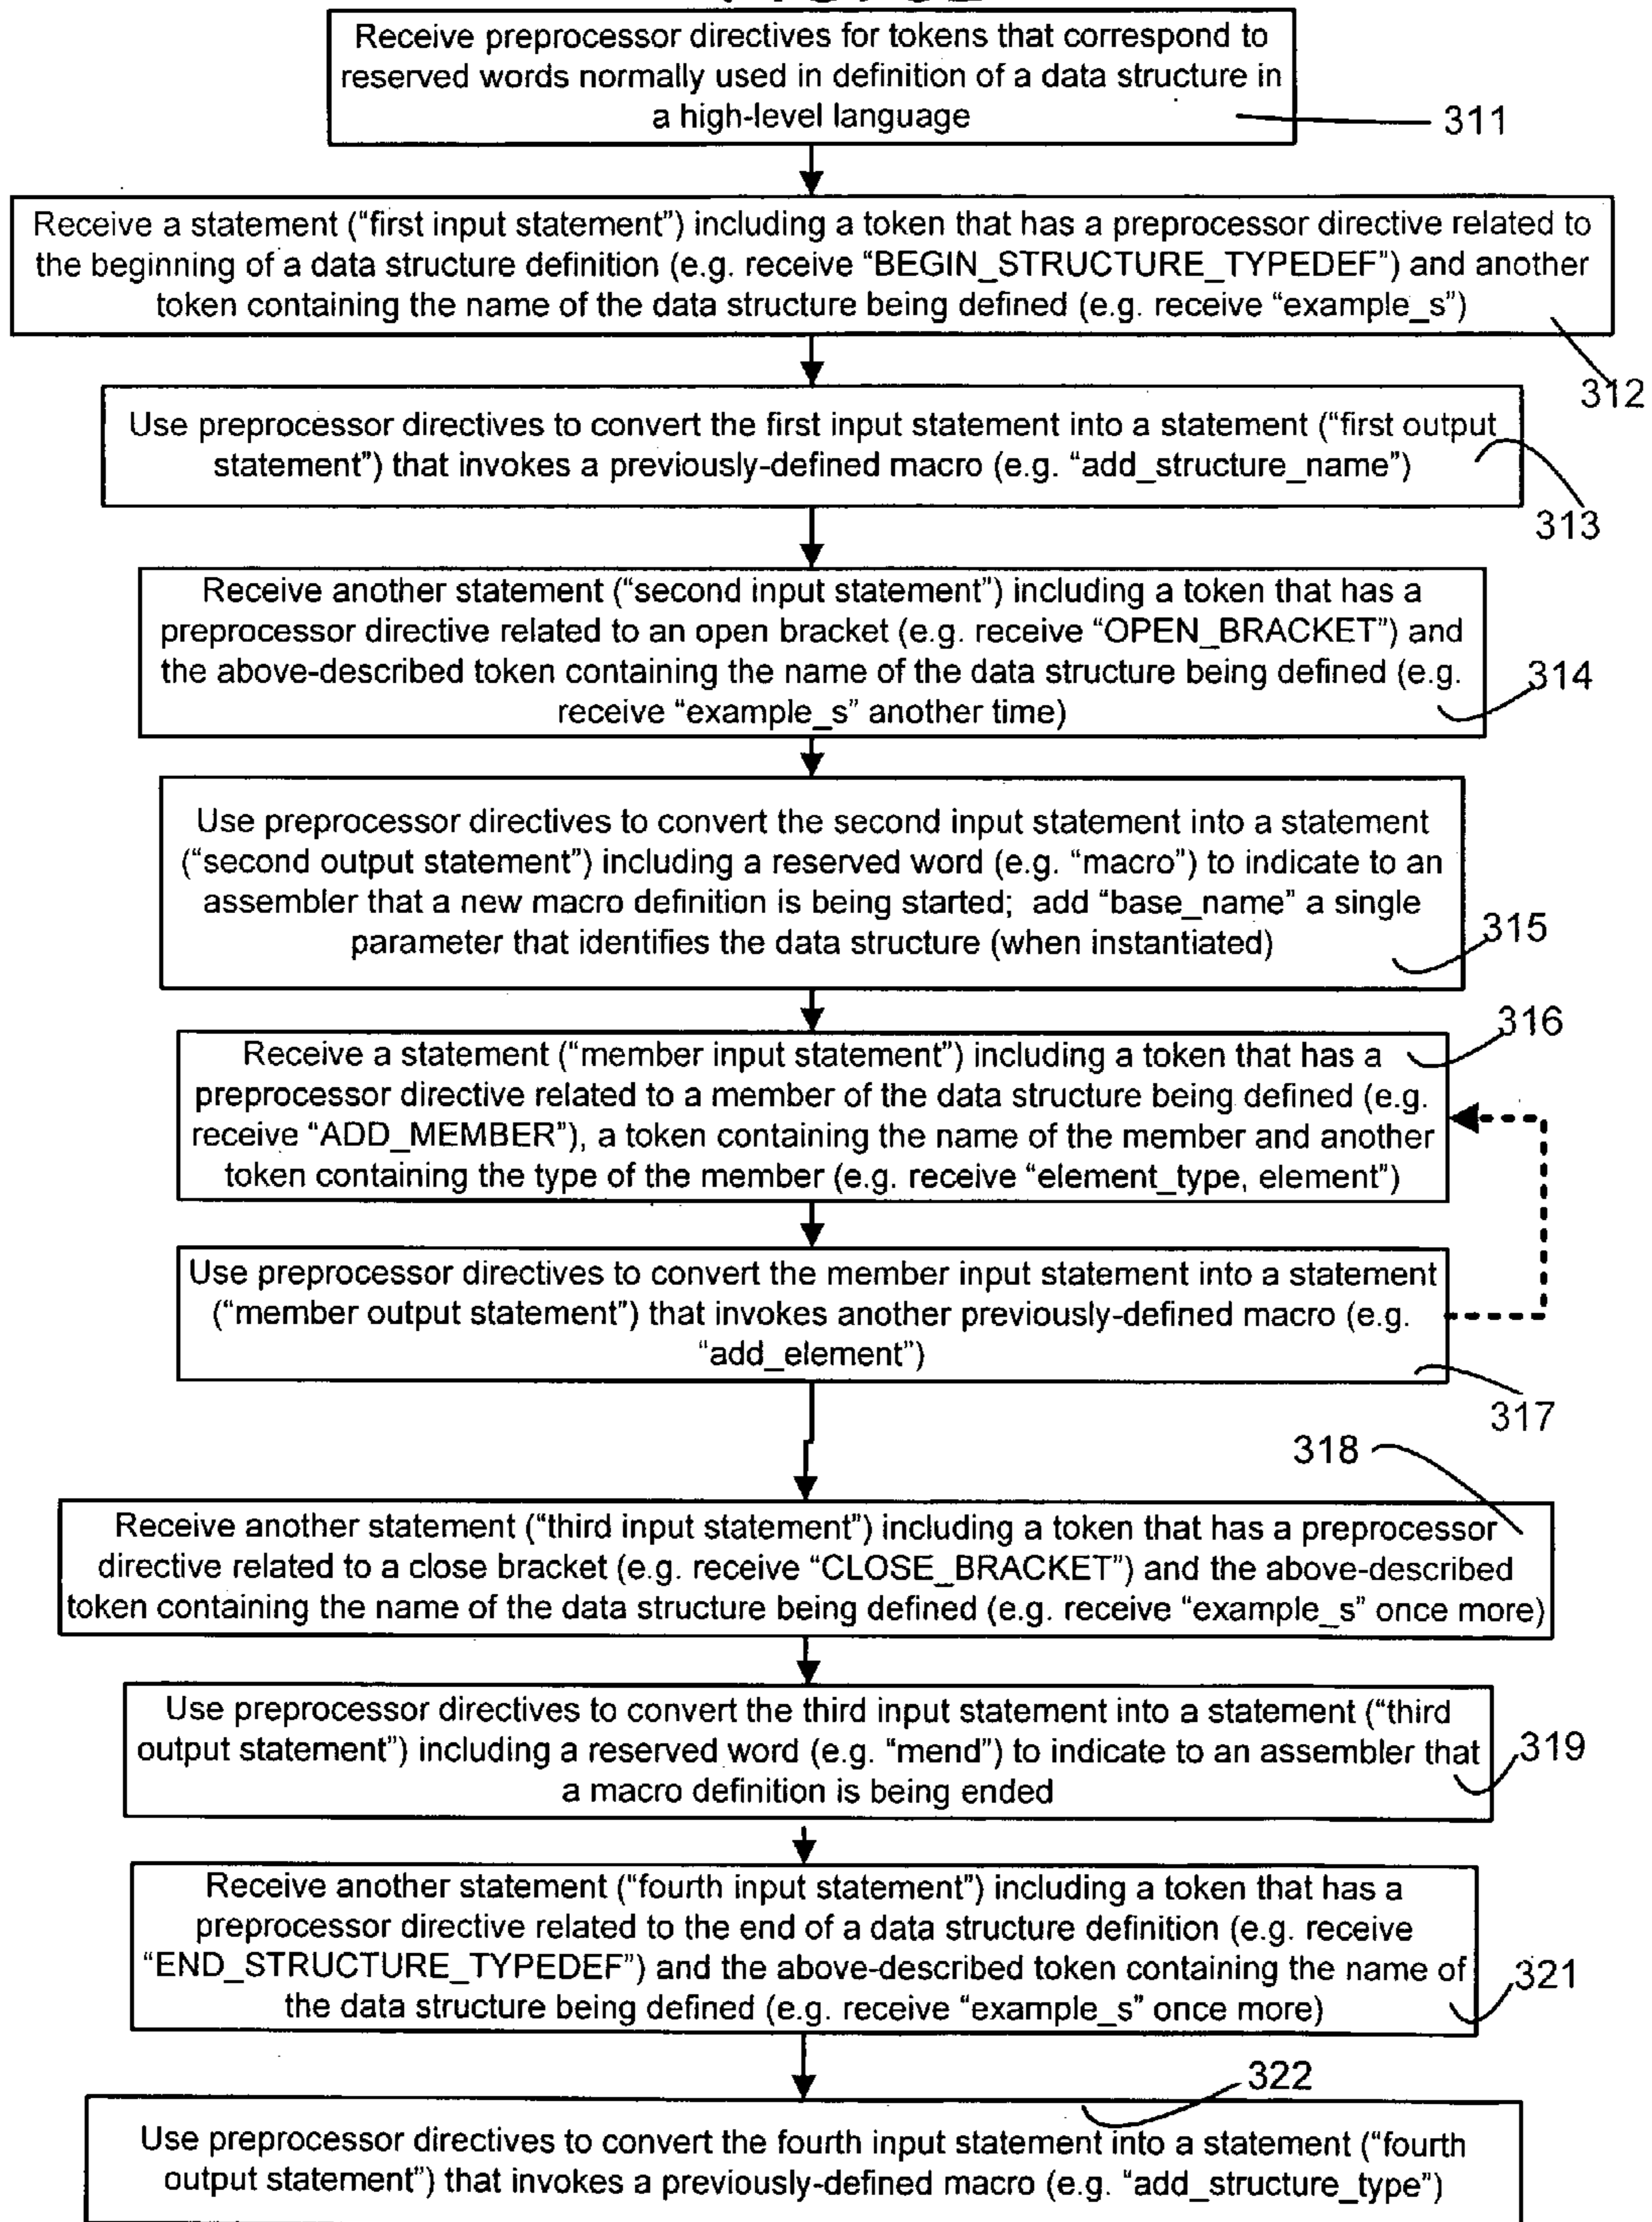 Receive preprocessor directives for tokens that correspond to
reserved words normally used in definition of a data structure in
a high-level language
311
Receive a statement (“first input statement”) including a token that has a preprocessor directive related to
the beginning of a data structure definition (e.g. receive “BEGIN_STRUCTURE_TYPEDEF”) and another
token containing the name of the data structure being defined (e.g. receive “example_s”)
312
Use preprocessor directives to convert the first input statement into a statement (“first output
statement”) that invokes a previously-defined macro (e.g. “add_structure_name”)
313
Receive another statement (“second input statement”) including a token that has a
preprocessor directive related to an open bracket (e.g. receive “OPEN_BRACKET”) and
the above-described token containing the name of the data structure being defined (e.g.
receive “example_s” another time)
314
Use preprocessor directives to convert the second input statement into a statement
(“second output statement”) including a reserved word (e.g. “macro”) to indicate to an
assembler that a new macro definition is being started; add “base_name” a single
parameter that identifies the data structure (when instantiated)
315
316
Receive a statement (“member input statement”) including a token that has a
preprocessor directive related to a member of the data structure being defined (e.g.
receive “ADD_MEMBER”), a token containing the name of the member and another
token containing the type of the member (e.g. receive “element_type, element”)
Use preprocessor directives to convert the member input statement into a statement
(“member output statement”) that invokes another previously-defined macro (e.g.
“add_element”)
317
318
Receive another statement (“third input statement”) including a token that has a preprocessor
directive related to a close bracket (e.g. receive “CLOSE_BRACKET”) and the above-described
token containing the name of the data structure being defined (e.g. receive “example_s” once more)
Use preprocessor directives to convert the third input statement into a statement (“third
output statement”) including a reserved word (e.g. “mend”) to indicate to an assembler that
a macro definition is being ended
319
Receive another statement (“fourth input statement”) including a token that has a
preprocessor directive related to the end of a data structure definition (e.g. receive
“END_STRUCTURE_TYPEDEF”) and the above-described token containing the name of
the data structure being defined (e.g. receive “example_s” once more)
321
322
Use preprocessor directives to convert the fourth input statement into a statement (“fourth
output statement”) that invokes a previously-defined macro (e.g. “add_structure_type”)